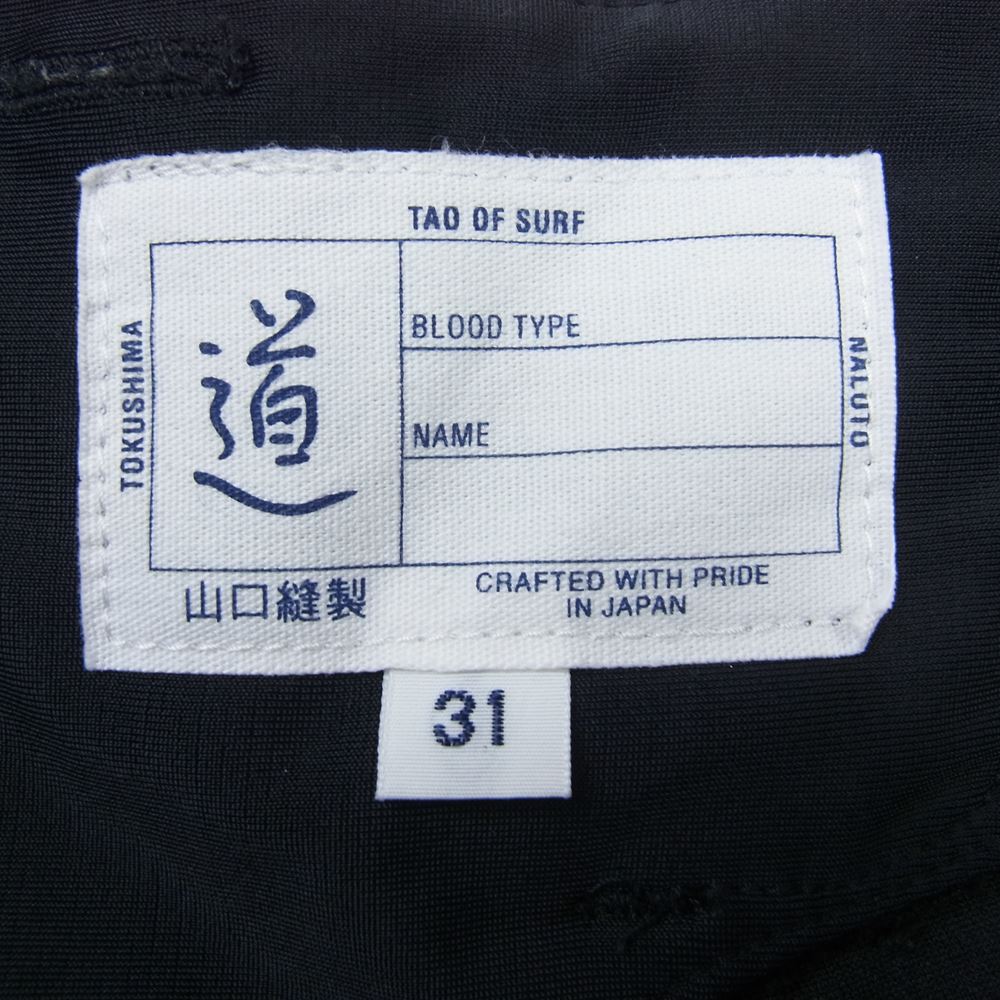 TAO OF SURF
TOKUSHIMA
道
BLOOD TYPE
NAME
NALUTO
山口縫製
CRAFTED WITH PRIDE
IN JAPAN
31